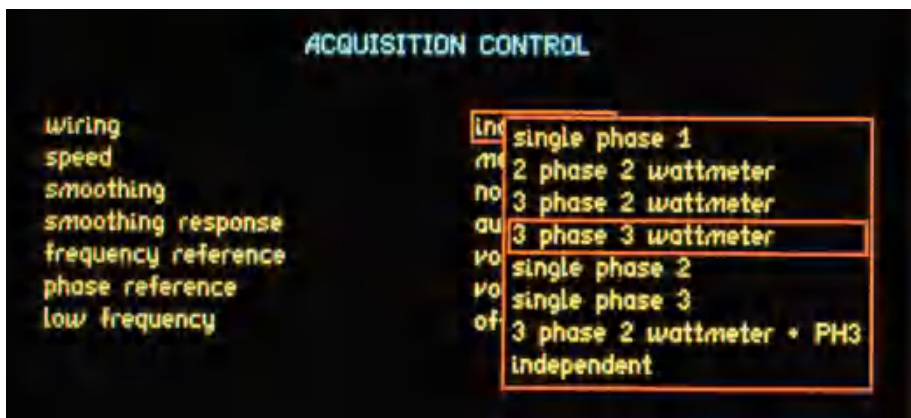 ACQUISITION CONTROL
wiring
speed
smoothing
smoothing response
frequency reference
phase reference
low frequency
single phase 1
2 phase 2 wattmeter
3 phase 2 wattmeter
3 phase 3 wattmeter
single phase 2
single phase 3
3 phase 2 wattmeter + PH3
independent